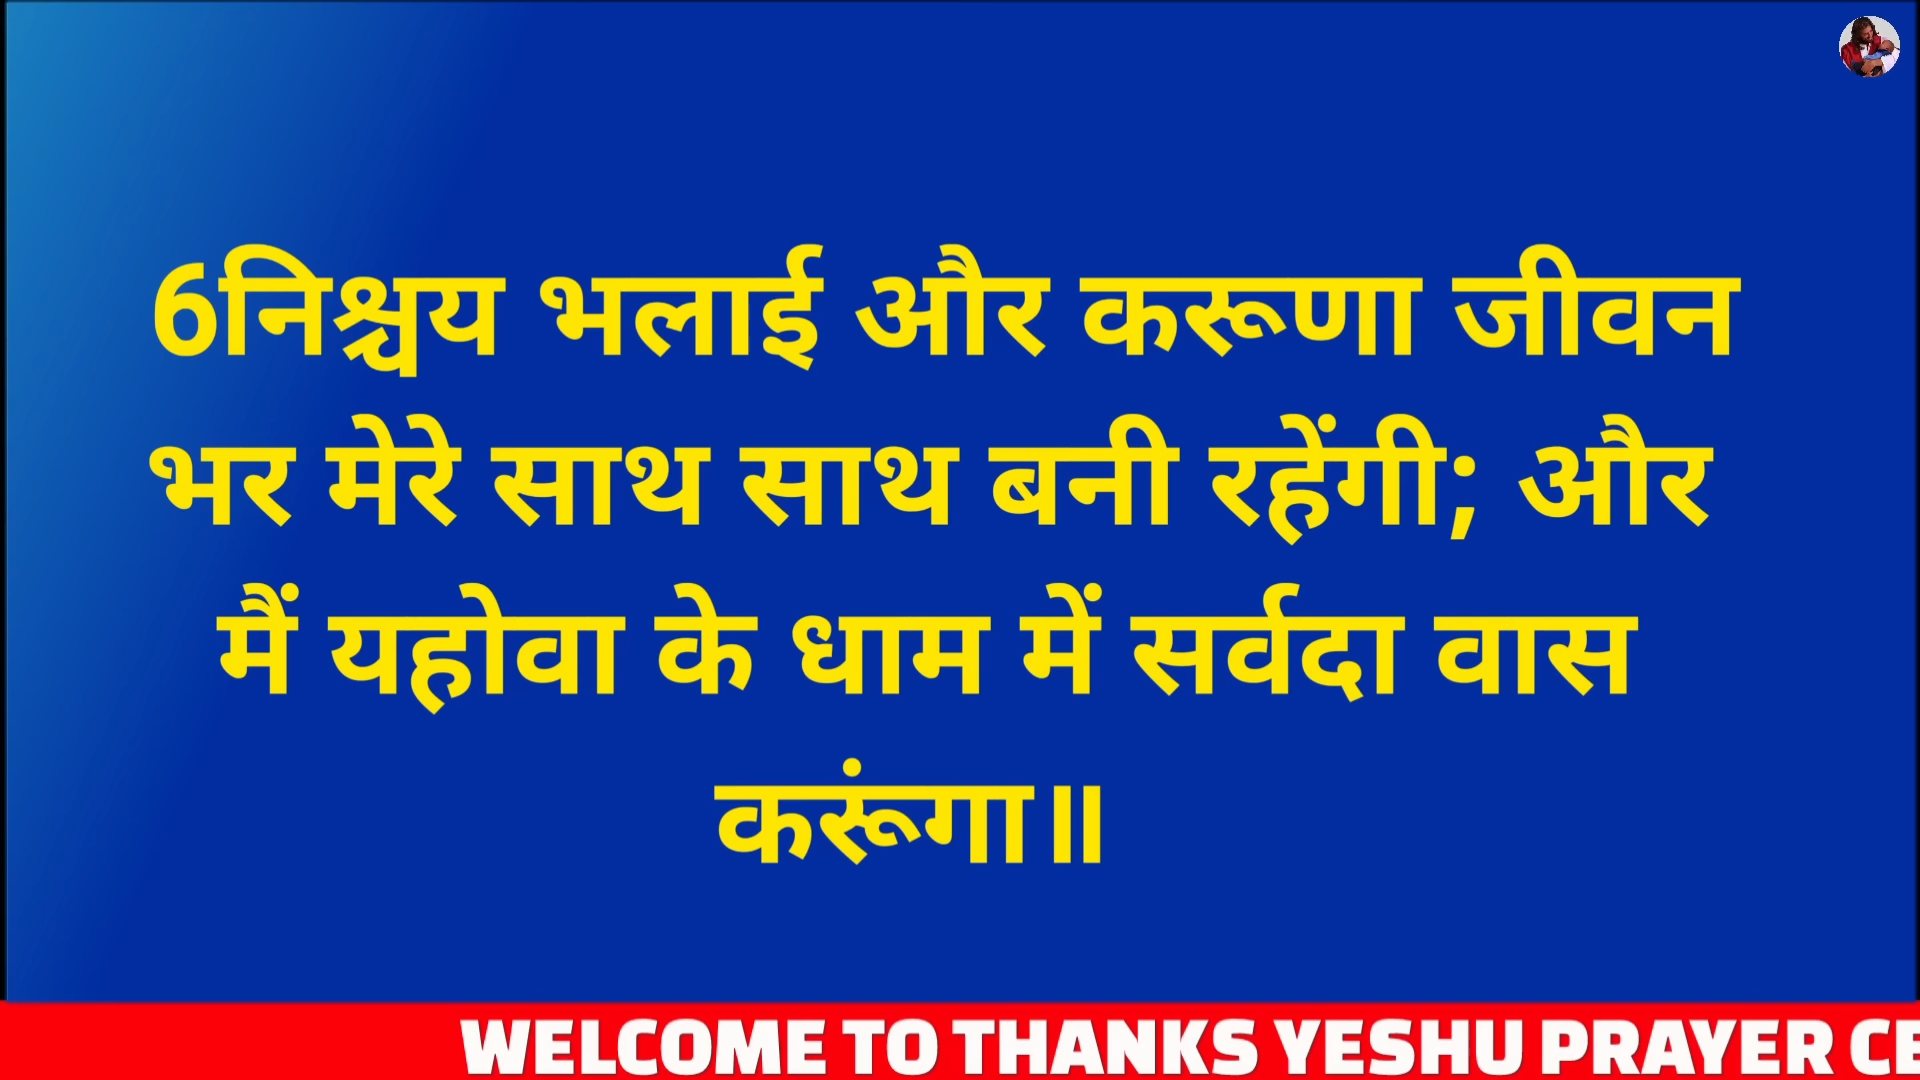 6निश्चय भलाई और करूणा जीवन
भर मेरे साथ साथ बनी रहेंगी; और
मैं यहोवा के धाम में सर्वदा वास
करूंगा॥
WELCOME TO THANKS YESHU PRAYER CE